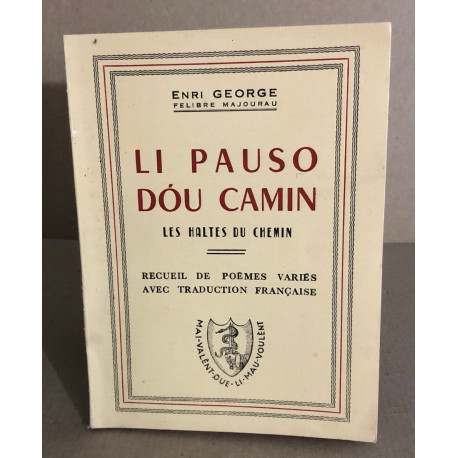 ENRI GEORGE
FELIBRE MAJOURAU
LI PAUSO
DÓU CAMIN
LES HALTES DU CHEMIN
RECUEIL DE POÈMES VARIÉS
AVEC TRADUCTION FRANÇAISE
MAI-VALÈNT-QUE-LI-MAU-VOULÈNT